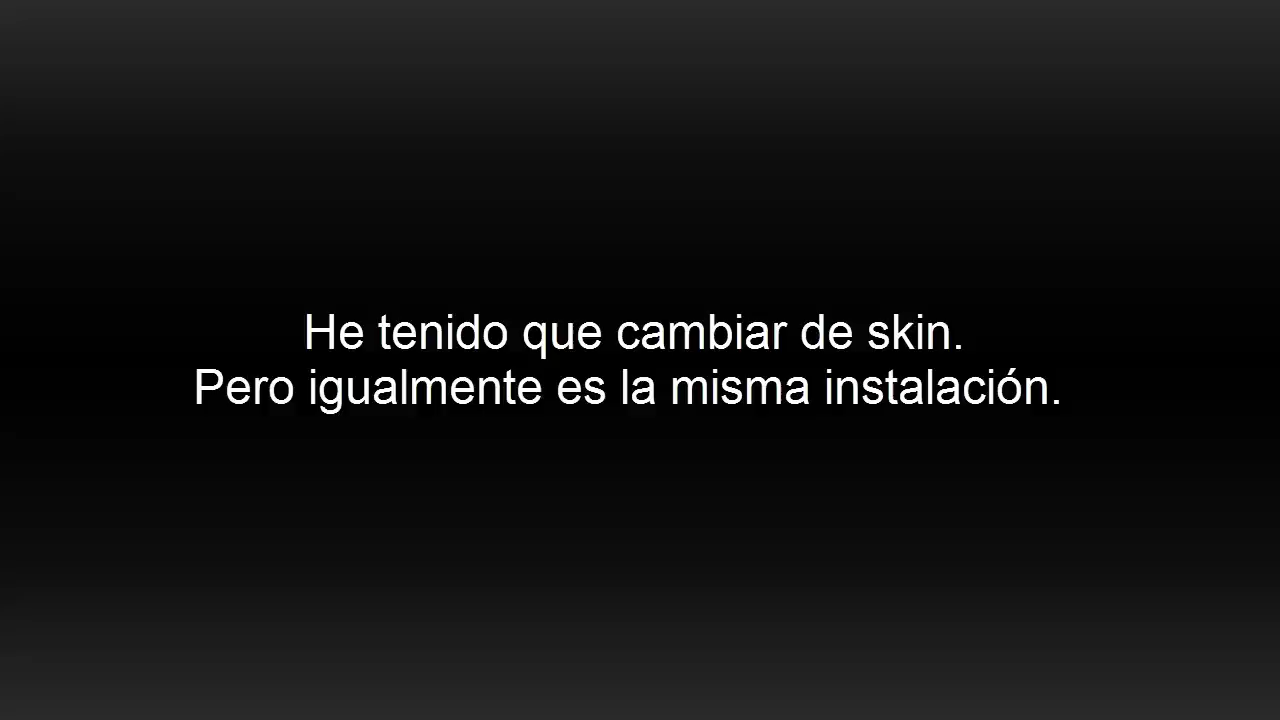 He tenido que cambiar de skin.
Pero igualmente es la misma instalación.